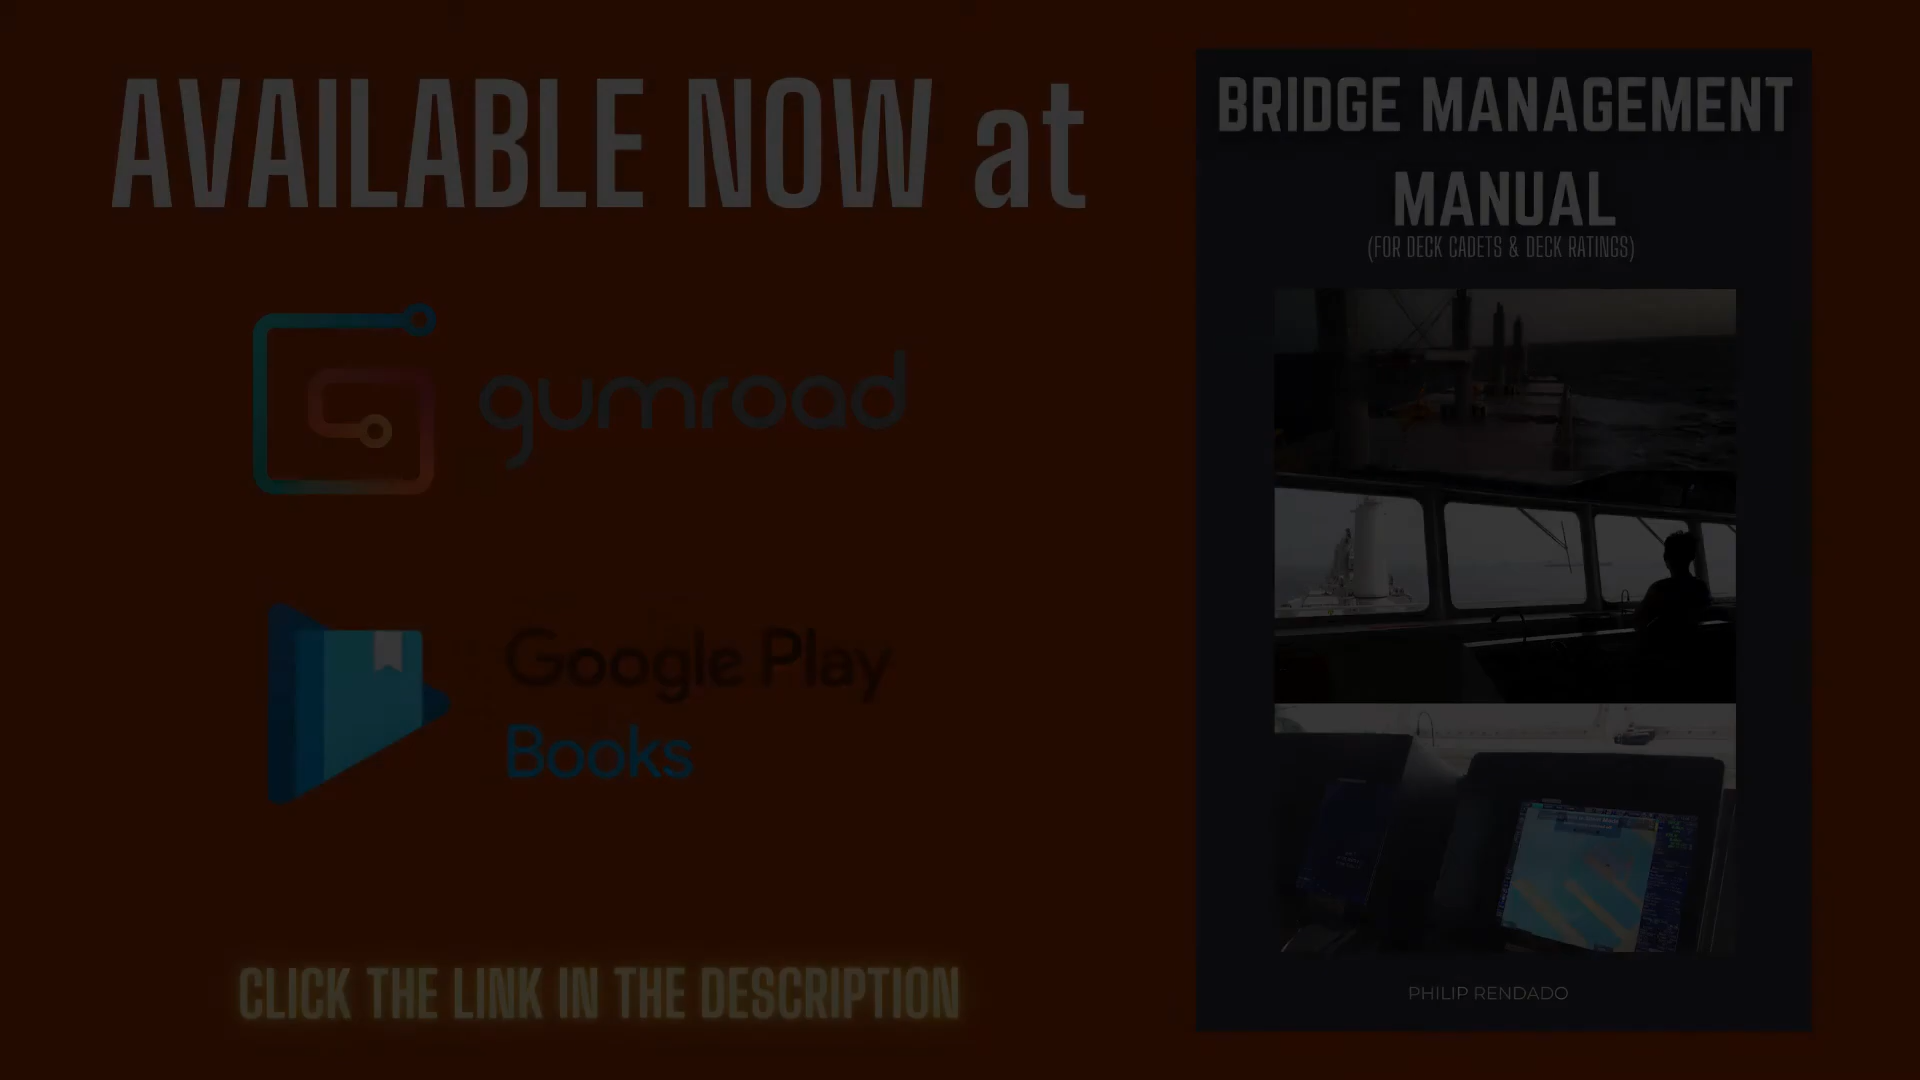 AVAILABLE NOW at
gumroad
Google Play
Books
CLICK THE LINK IN THE DESCRIPTION
BRIDGE MANAGEMENT
MANUAL
(FOR DECK CADETS & DECK RATINGS)
PHILIP RENDADO